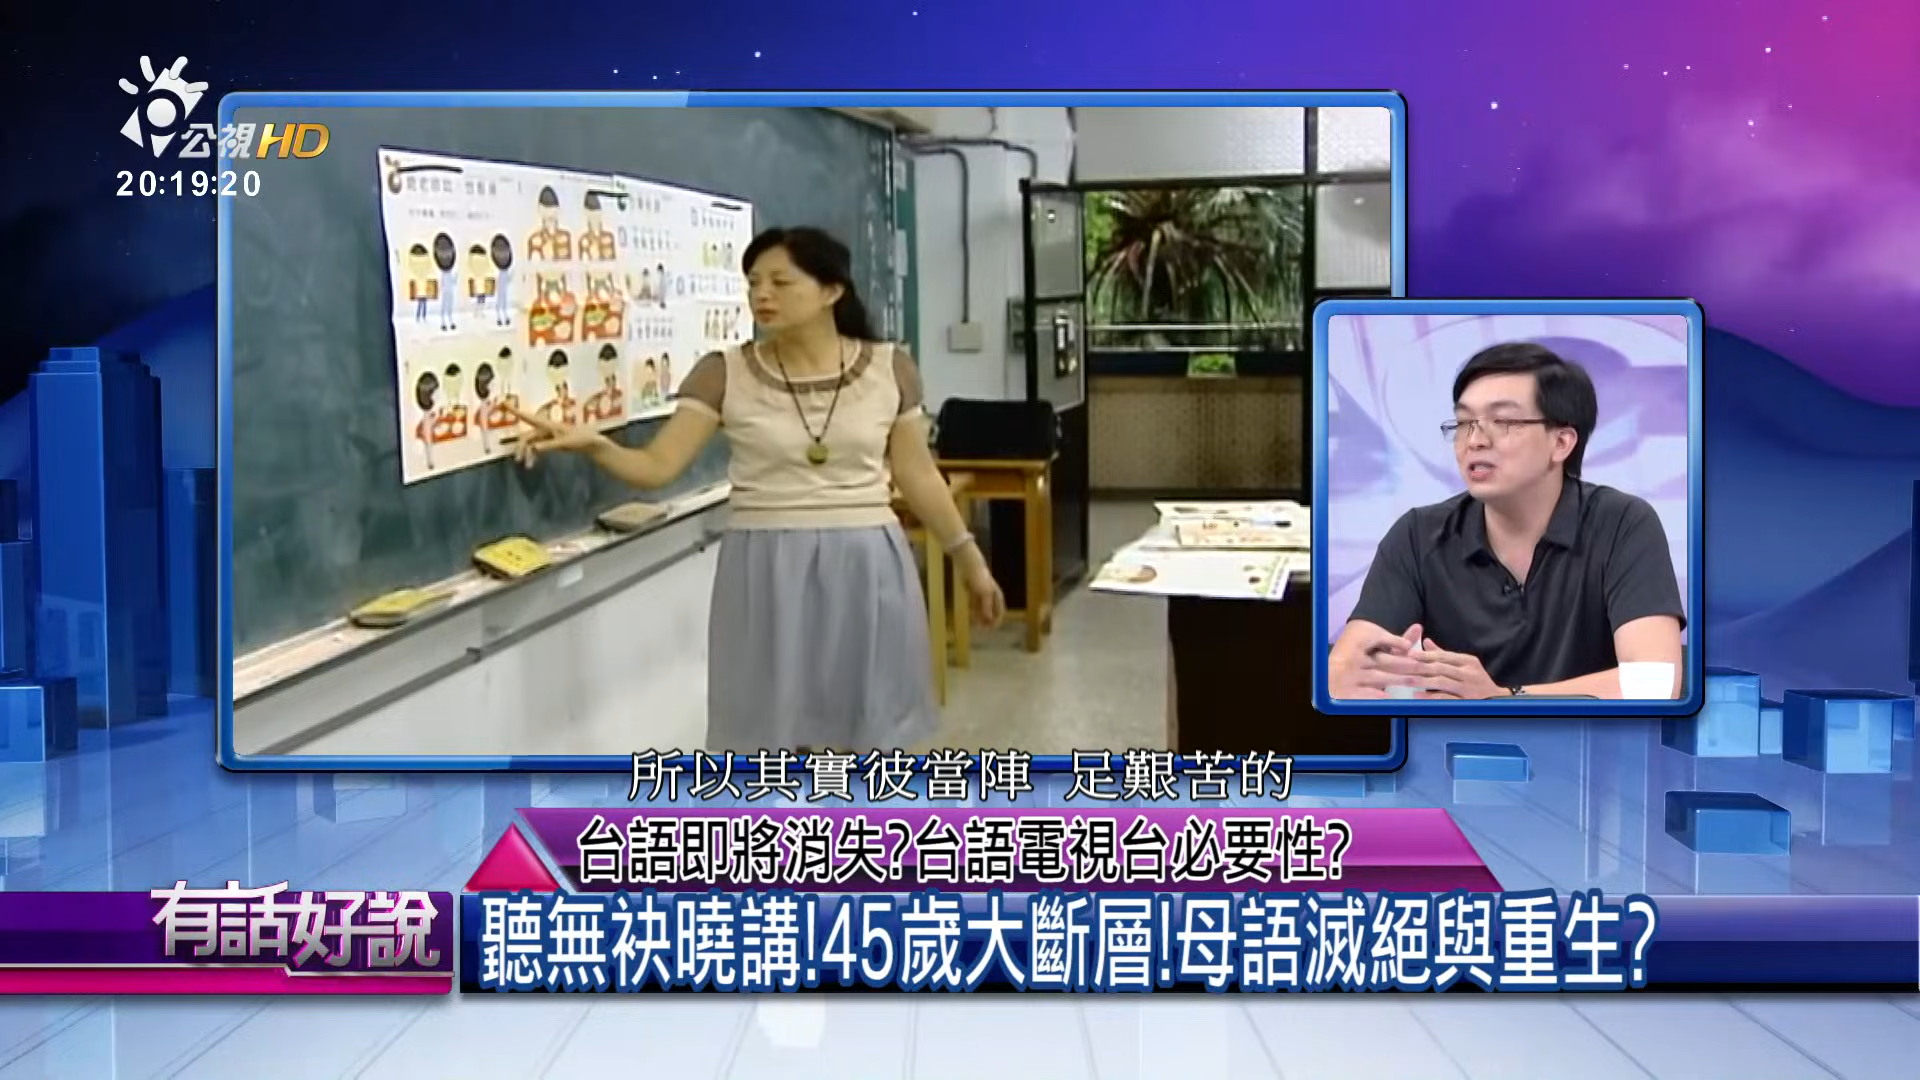 公視HD
20:19:20
所以其實彼當陣 足艱苦的
台語即將消失?台語電視台必要性?
有話好說
聽無袂曉講!45歲大斷層!母語滅絕與重生?